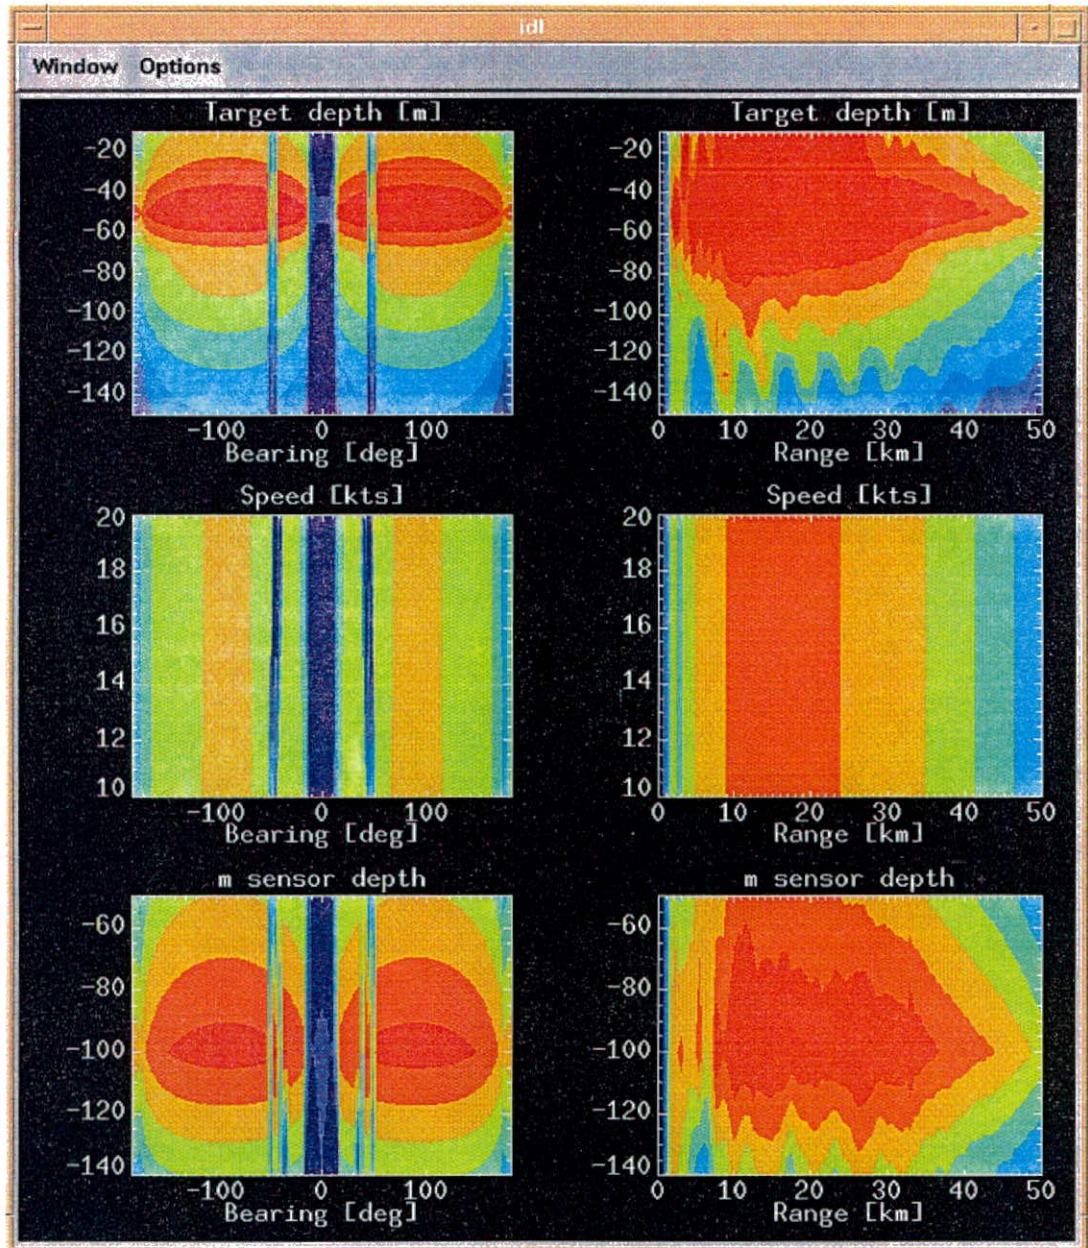 idl
Window Options
Target depth [m]
-20
-40
-60
-80
-100
-120
-140
-100 0 100
Bearing [deg]
Target depth [m]
-20
-40
-60
-80
-100
-120
-140
0 10 20 30 40 50
Range [km]
Speed [kts]
20
18
16
14
12
10
-100 0 100
Bearing [deg]
Speed [kts]
20
18
16
14
12
10
0 10 20 30 40 50
Range [km]
m sensor depth
-60
-80
-100
-120
-140
-100 0 100
Bearing [deg]
m sensor depth
-60
-80
-100
-120
-140
0 10 20 30 40 50
Range [km]